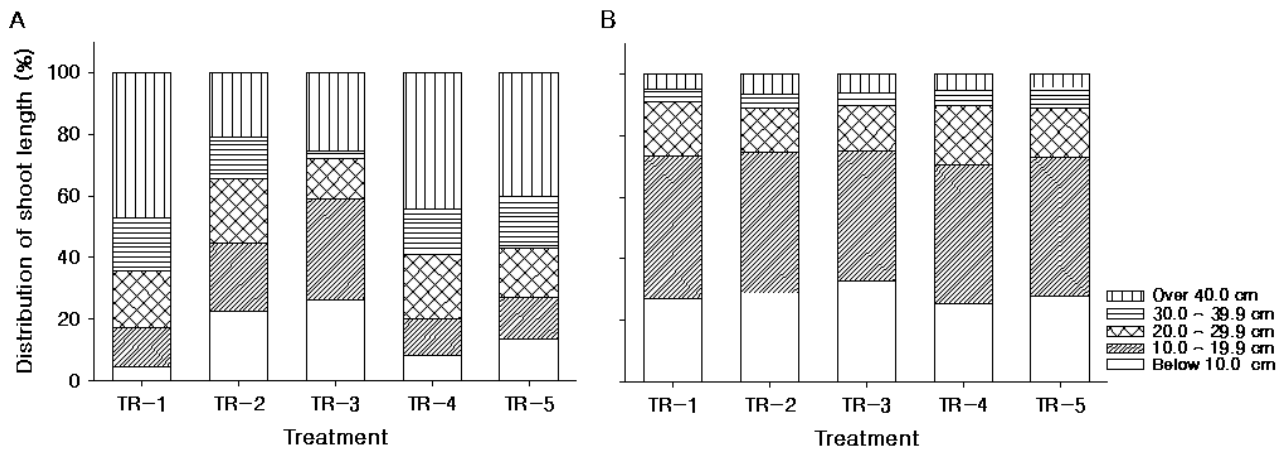 A
B
Distribution of shoot length (%)
100
80
60
40
20
0
TR-1 TR-2 TR-3 TR-4 TR-5
Treatment
TR-1 TR-2 TR-3 TR-4 TR-5
Treatment
Over 40.0 cm
30.0 ~ 39.9 cm
20.0 ~ 29.9 cm
10.0 ~ 19.9 cm
Below 10.0 cm